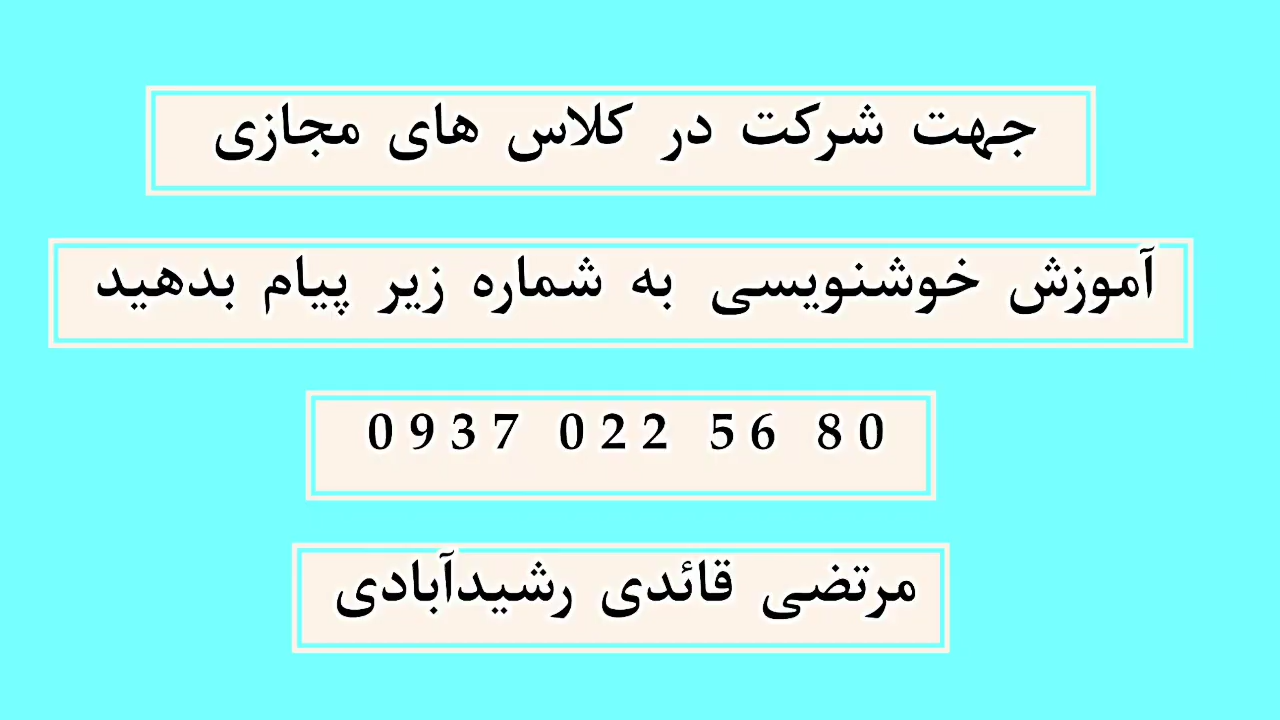 جهت شرکت در کلاس های مجازی
آموزش خوشنویسی به شماره زیر پیام بدهید
0937 022 56 80
مرتضی قائدی رشیدآبادی